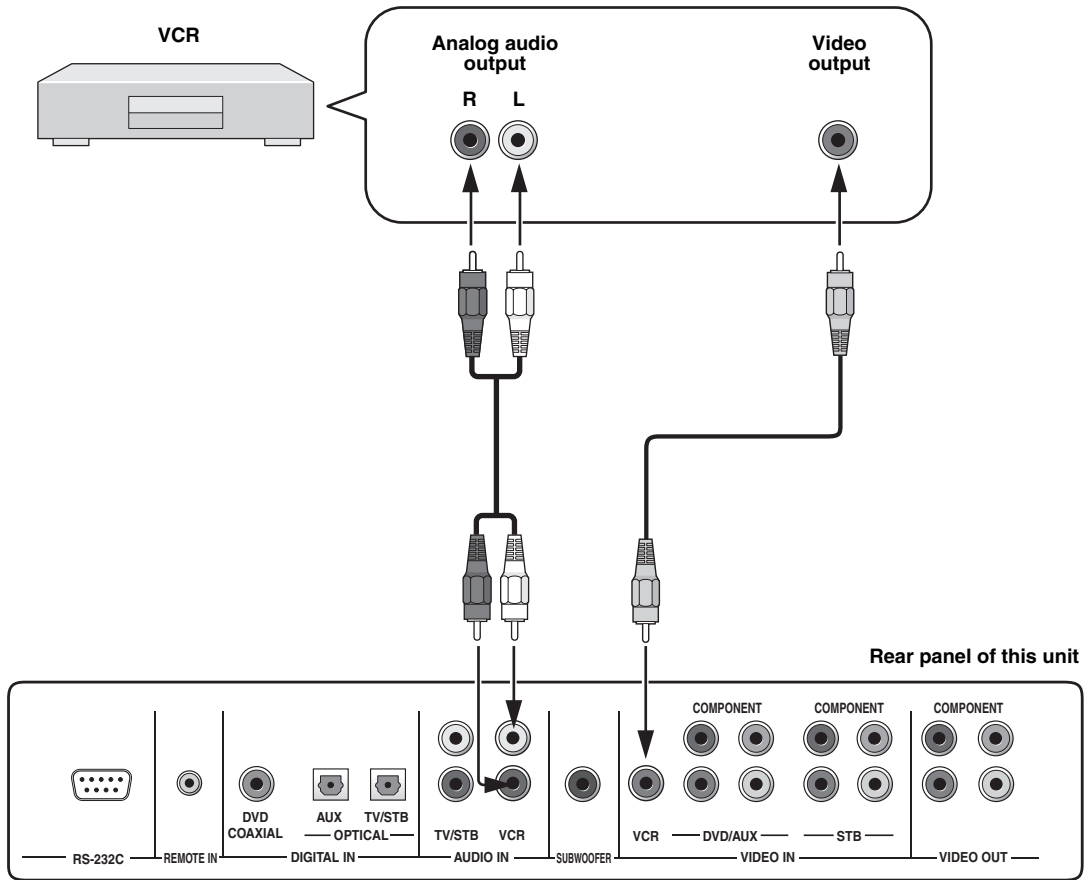 VCR
Analog audio
output
Video
output
R L
Rear panel of this unit
COMPONENT COMPONENT COMPONENT
DVD
COAXIAL
AUX TV/STB
OPTICAL
TV/STB VCR
VCR DVD/AUX STB
RS-232C REMOTE IN DIGITAL IN AUDIO IN SUBWOOFER VIDEO IN VIDEO OUT